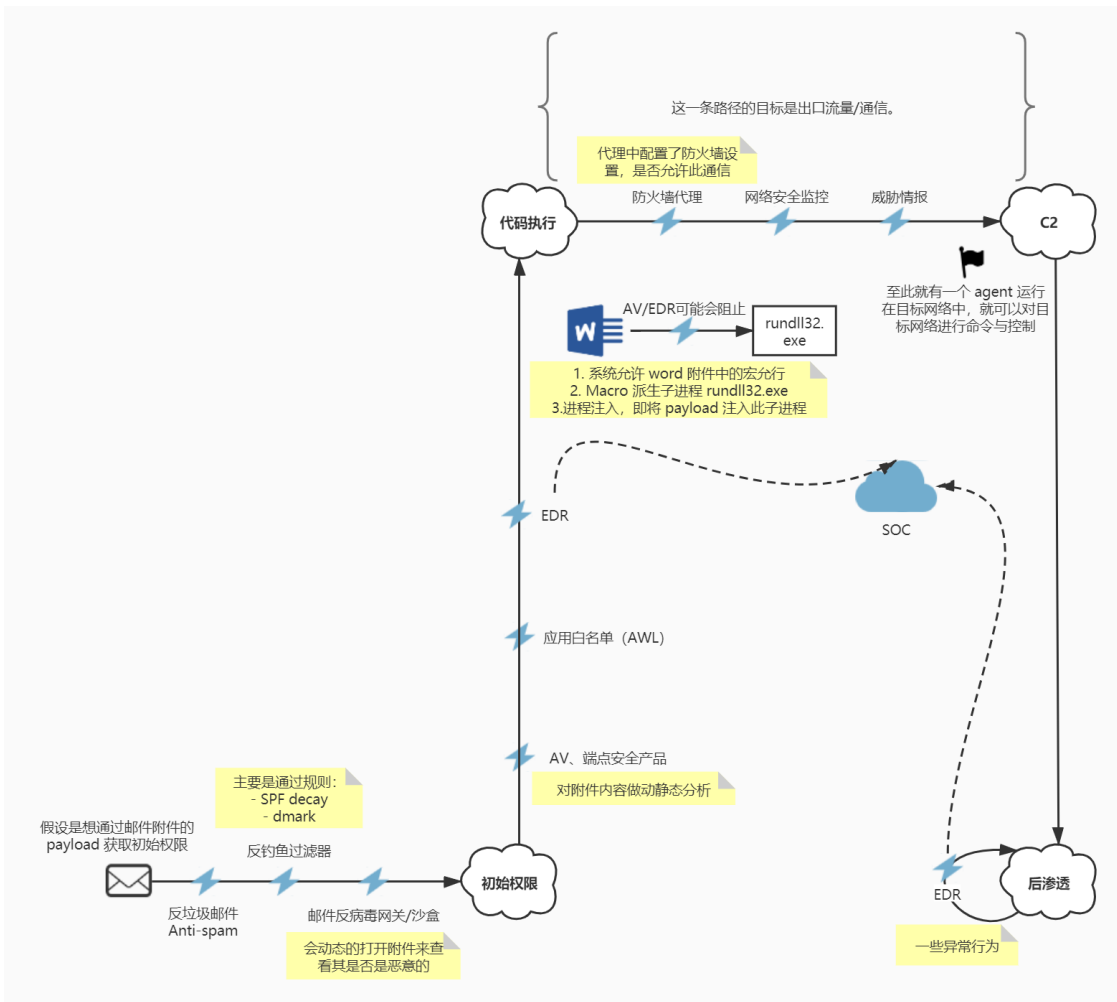 这一条路径的目标是出口流量/通信。
代理中配置了防火墙设
置，是否允许此通信
防火墙代理
网络安全监控
威胁情报
代码执行
C2
至此就有一个 agent 运行
在目标网络中，就可以对目
标网络进行命令与控制
AV/EDR可能会阻止
W
rundll32.
exe
1. 系统允许 word 附件中的宏允行
2. Macro 派生子进程 rundll32.exe
3.进程注入，即将 payload 注入此子进程
EDR
SOC
应用白名单（AWL）
AV、端点安全产品
对附件内容做动静态分析
主要是通过规则：
- SPF decay
- dmark
假设是想通过邮件附件的
payload 获取初始权限
反钓鱼过滤器
初始权限
反垃圾邮件
Anti-spam
邮件反病毒网关/沙盒
会动态的打开附件来查
看其是否是恶意的
EDR
后渗透
一些异常行为